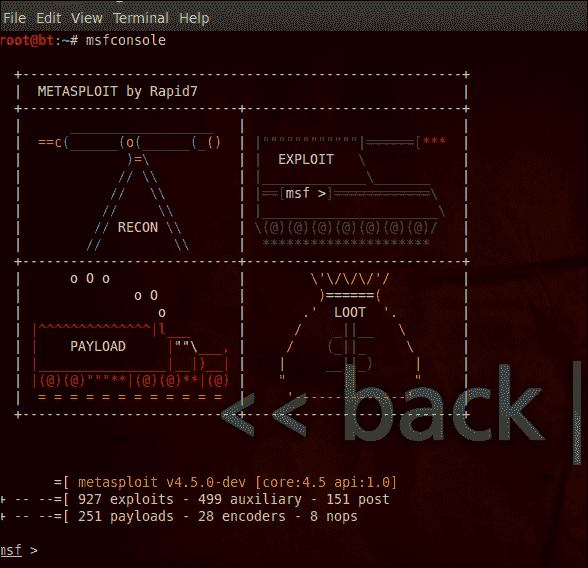 File Edit View Terminal Help
root@bt:~# msfconsole
METASPLOIT by Rapid7
EXPLOIT
[msf >]
RECON
PAYLOAD
LOOT
<< back |
=[ metasploit v4.5.0-dev [core:4.5 api:1.0]
+ -- --=[ 927 exploits - 499 auxiliary - 151 post
+ -- --=[ 251 payloads - 28 encoders - 8 nops
msf >